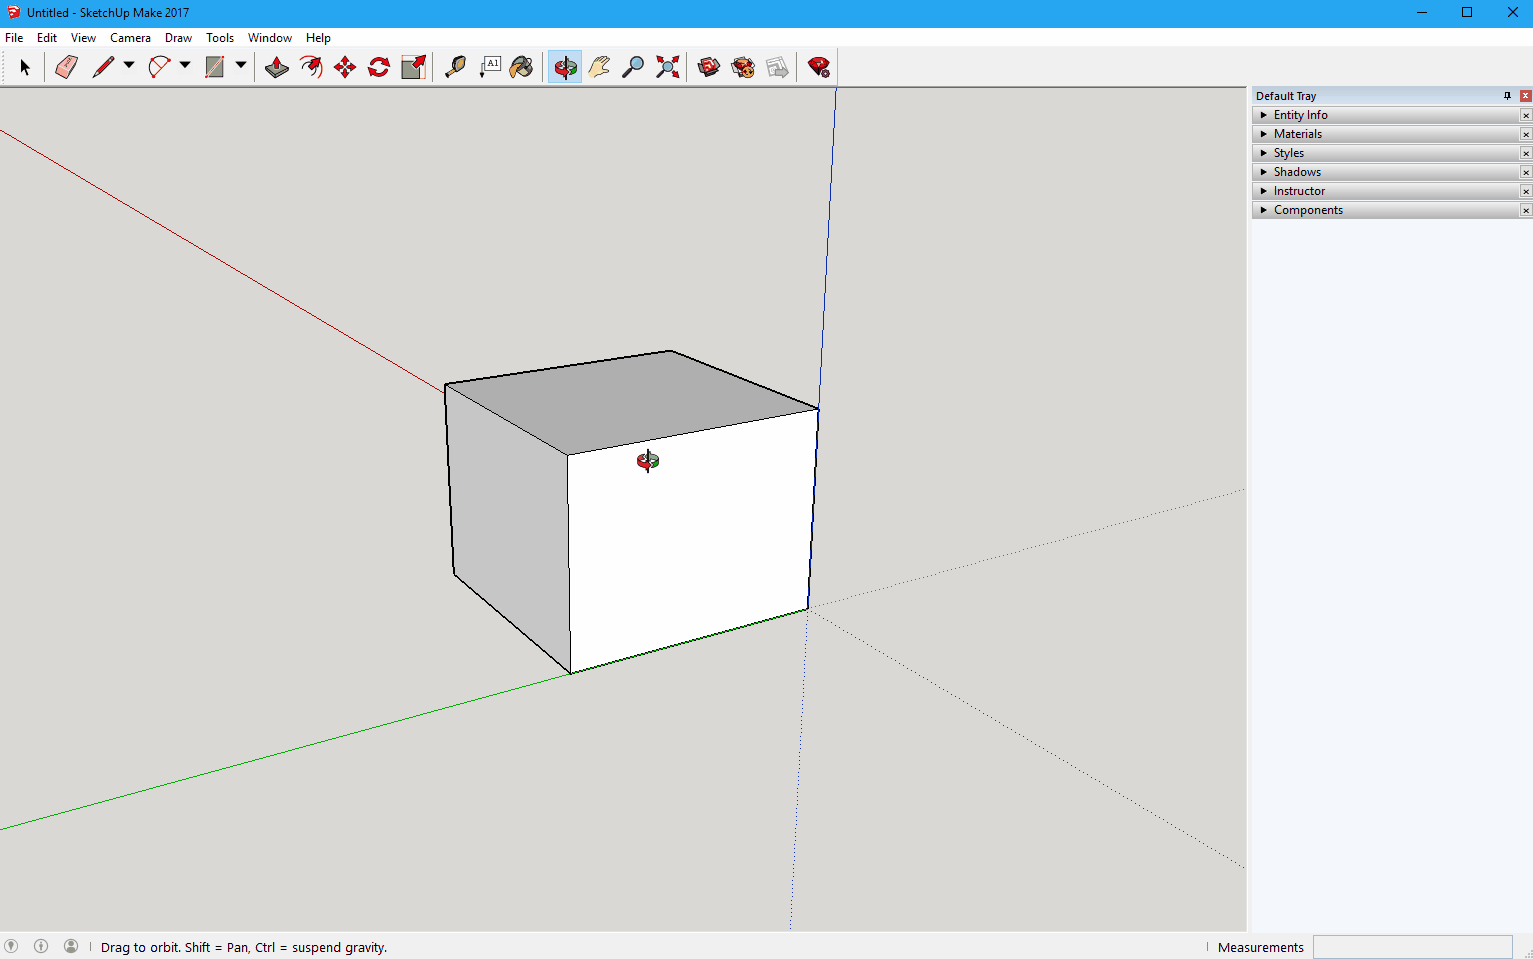 Untitled - SketchUp Make 2017
File Edit View Camera Draw Tools Window Help
A1
Default Tray
Entity Info
Materials
Styles
Shadows
Instructor
Components
Drag to orbit. Shift = Pan, Ctrl = suspend gravity.
Measurements